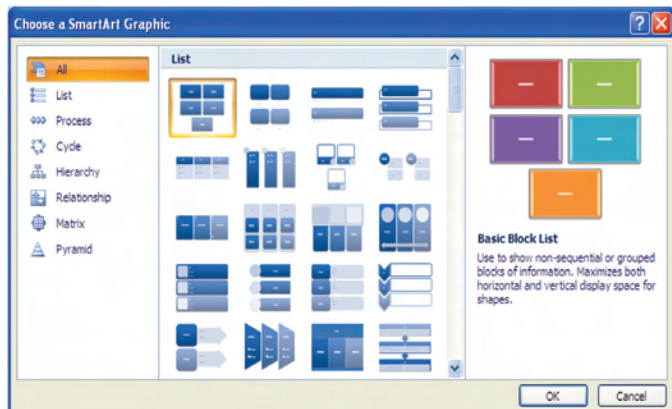 Choose a SmartArt Graphic
All
List
Process
Cycle
Hierarchy
Relationship
Matrix
Pyramid
List
Basic Block List
Use to show non-sequential or grouped
blocks of information. Maximizes both
horizontal and vertical display space for
shapes.
OK
Cancel